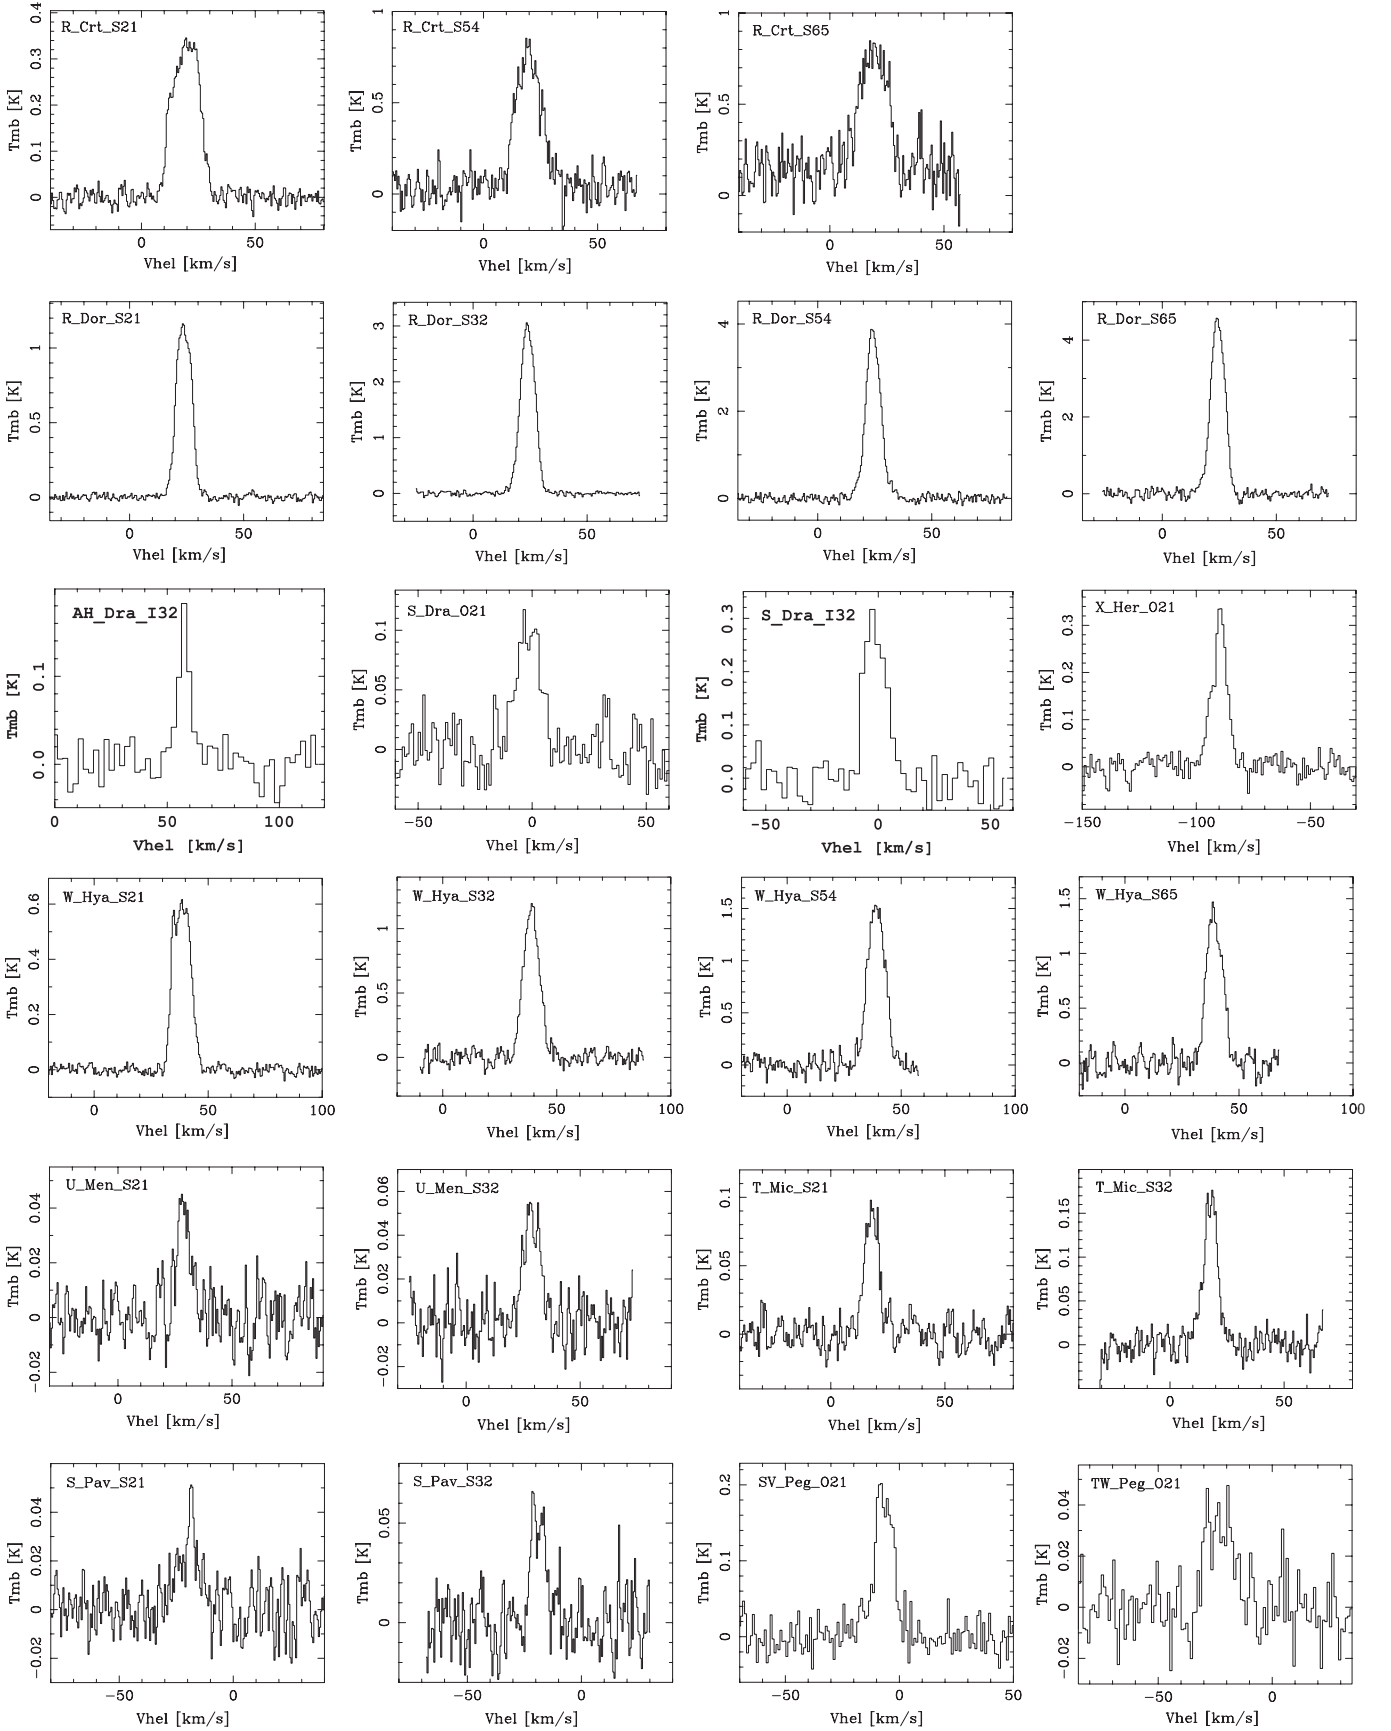 R_Crt_S21
Tmb [K]
0.4
0.3
0.2
0.1
0
0 50
Vhel [km/s]
R_Crt_S54
Tmb [K]
1
0.5
0
0 50
Vhel [km/s]
R_Crt_S65
Tmb [K]
1
0.5
0
0 50
Vhel [km/s]
R_Dor_S21
Tmb [K]
1
0.5
0
0 50
Vhel [km/s]
R_Dor_S32
Tmb [K]
3
2
1
0
0 50
Vhel [km/s]
R_Dor_S54
Tmb [K]
4
2
0
0 50
Vhel [km/s]
R_Dor_S65
Tmb [K]
4
2
0
0 50
Vhel [km/s]
AH_Dra_I32
Tmb [K]
0.1
0.0
0 50 100
Vhel [km/s]
S_Dra_O21
Tmb [K]
0.1
0.05
0
−50 0 50
Vhel [km/s]
S_Dra_I32
Tmb [K]
0.3
0.2
0.1
0.0
−50 0 50
Vhel [km/s]
X_Her_O21
Tmb [K]
0.3
0.2
0.1
0
−150 −100 −50
Vhel [km/s]
W_Hya_S21
Tmb [K]
0.6
0.4
0.2
0
0 50 100
Vhel [km/s]
W_Hya_S32
Tmb [K]
1
0.5
0
0 50 100
Vhel [km/s]
W_Hya_S54
Tmb [K]
1.5
1
0.5
0
0 50 100
Vhel [km/s]
W_Hya_S65
Tmb [K]
1.5
1
0.5
0
0 50 100
Vhel [km/s]
U_Men_S21
Tmb [K]
0.04
0.02
0
−0.02
0 50
Vhel [km/s]
U_Men_S32
Tmb [K]
0.06
0.04
0.02
0
−0.02
0 50
Vhel [km/s]
T_Mic_S21
Tmb [K]
0.1
0.05
0
0 50
Vhel [km/s]
T_Mic_S32
Tmb [K]
0.15
0.1
0.05
0
0 50
Vhel [km/s]
S_Pav_S21
Tmb [K]
0.04
0.02
0
−0.02
−50 0
Vhel [km/s]
S_Pav_S32
Tmb [K]
0.05
0
−50 0
Vhel [km/s]
SV_Peg_O21
Tmb [K]
0.2
0.1
0
−50 0 50
Vhel [km/s]
TW_Peg_O21
Tmb [K]
0.04
0.02
0
−0.02
−50 0
Vhel [km/s]